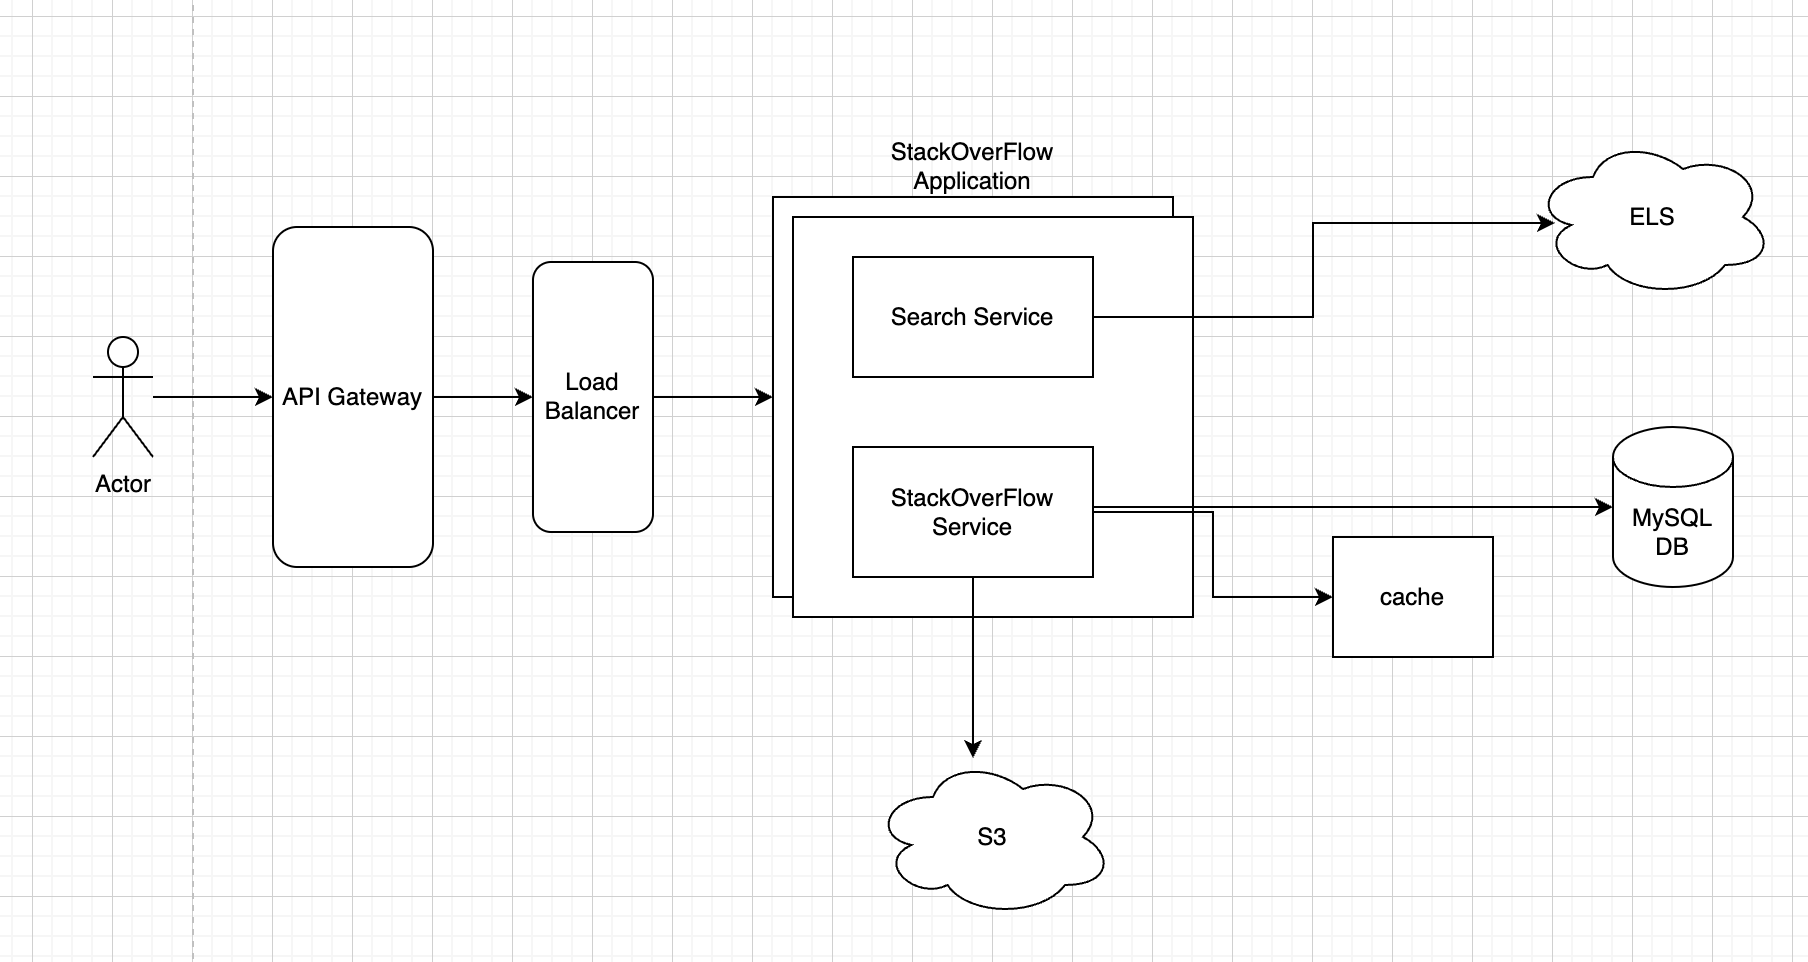 StackOverFlow
Application
ELS
Search Service
API Gateway
Load
Balancer
Actor
StackOverFlow
Service
MySQL
DB
cache
S3